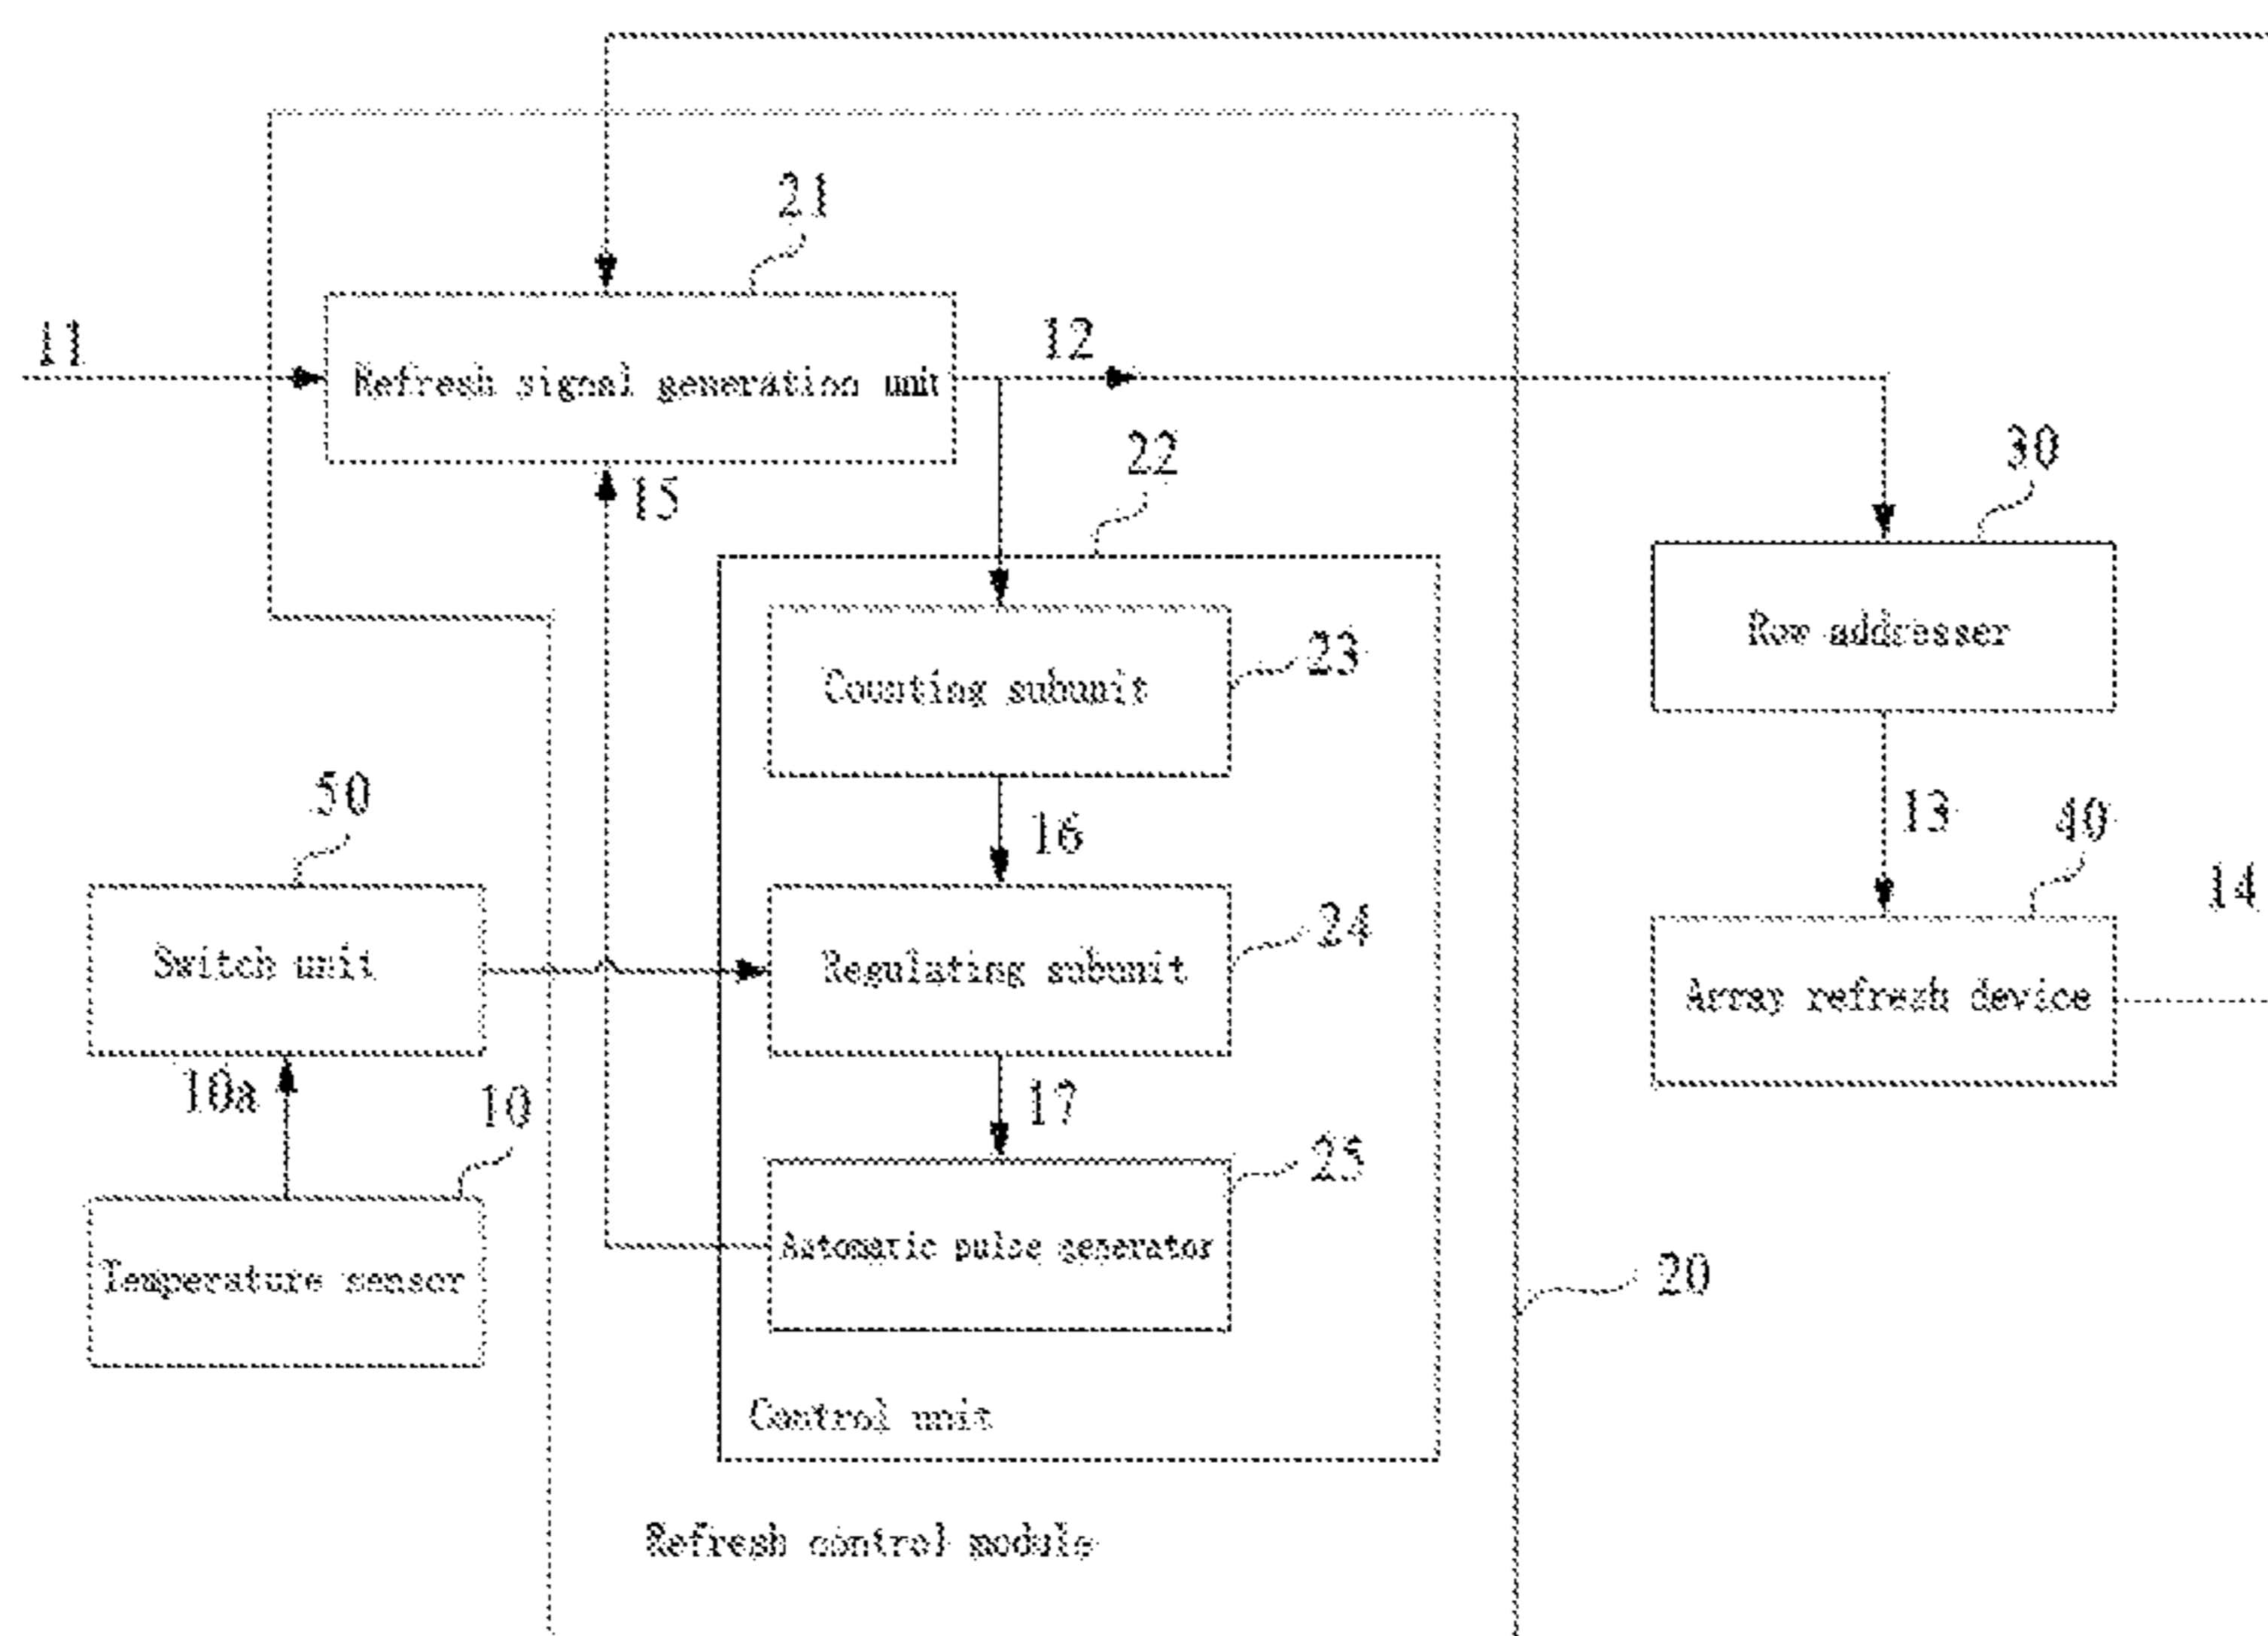 21
11
Refresh signal generation unit
12
22
30
15
Row addresser
23
Counting subunit
50
13
40
16
14
24
Switch unit
Regulating subunit
Array refresh device
10a
10
17
25
Automatic pulse generator
Temperature sensor
20
Control unit
Refresh control module